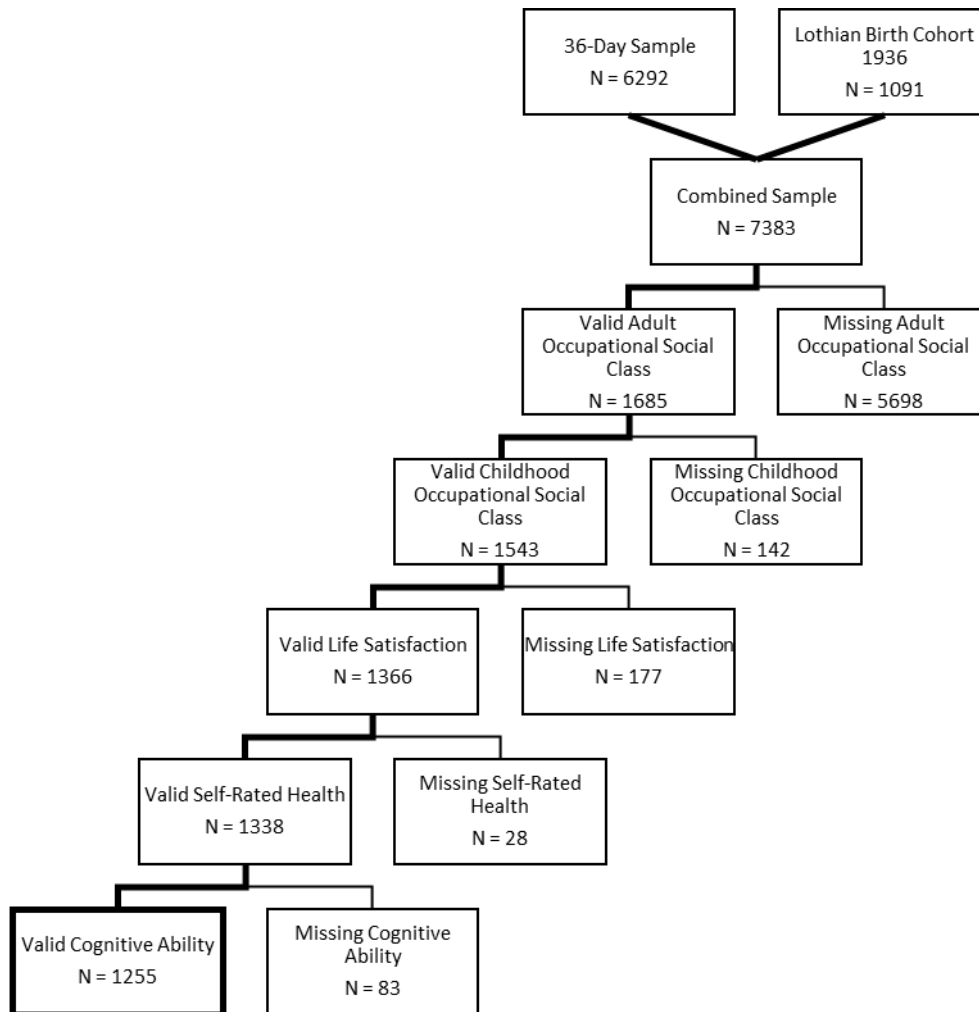 36-Day Sample
N = 6292
Lothian Birth Cohort
1936
N = 1091
Combined Sample
N = 7383
Valid Adult
Occupational Social
Class
N = 1685
Missing Adult
Occupational Social
Class
N = 5698
Valid Childhood
Occupational Social
Class
N = 1543
Missing Childhood
Occupational Social
Class
N = 142
Valid Life Satisfaction
N = 1366
Missing Life Satisfaction
N = 177
Valid Self-Rated Health
N = 1338
Missing Self-Rated
Health
N = 28
Valid Cognitive Ability
N = 1255
Missing Cognitive
Ability
N = 83